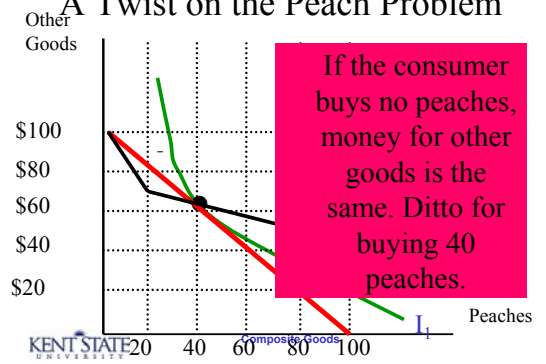 A Twist on the Peach Problem
Other
Goods
If the consumer
buys no peaches,
money for other
goods is the
same. Ditto for
buying 40
peaches.
$100
$80
$60
$40
$20
I1
Peaches
KENT STATE
UNIVERSITY
Composite Goods
20 40 60 80 100